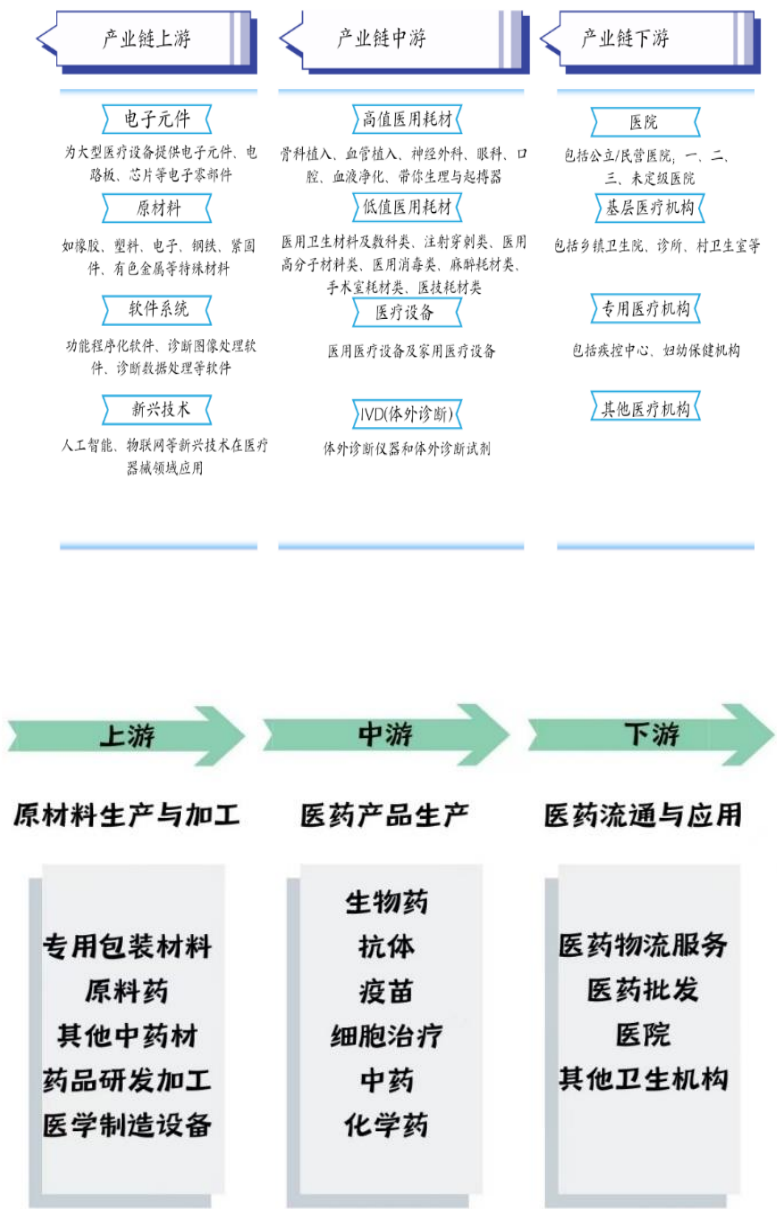 产业链上游
电子元件
为大型医疗设备提供电子元件、电
路板、芯片等电子零部件
原材料
如橡胶、塑料、电子、钢铁、紧固
件、有色金属等特殊材料
软件系统
功能程序化软件、诊断图像处理软
件、诊断数据处理等软件
新兴技术
人工智能、物联网等新兴技术在医疗
器械领域应用
产业链中游
高值医用耗材
骨科植入、血管植入、神经外科、眼科、口
腔、血液净化、带你生理与起搏器
低值医用耗材
医用卫生材料及敷料类、注射穿刺类、医用
高分子材料类、医用消毒类、麻醉耗材类、
手术室耗材类、医技耗材类
医疗设备
医用医疗设备及家用医疗设备
IVD(体外诊断)
体外诊断仪器和体外诊断试剂
产业链下游
医院
包括公立/民营医院；一、二、
三、未定级医院
基层医疗机构
包括乡镇卫生院、诊所、村卫生室等
专用医疗机构
包括疾控中心、妇幼保健机构
其他医疗机构
上游
原材料生产与加工
专用包装材料
原料药
其他中药材
药品研发加工
医学制造设备
中游
医药产品生产
生物药
抗体
疫苗
细胞治疗
中药
化学药
下游
医药流通与应用
医药物流服务
医药批发
医院
其他卫生机构